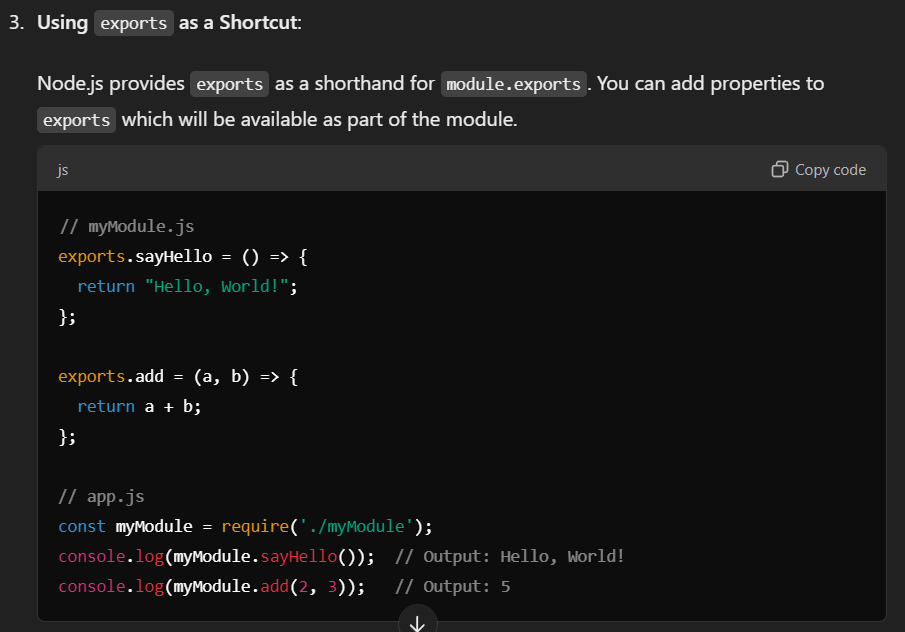 3. Using exports as a Shortcut:
Node.js provides exports as a shorthand for module.exports. You can add properties to
exports which will be available as part of the module.
js Copy code
// myModule.js
exports.sayHello = () => {
  return "Hello, World!";
};

exports.add = (a, b) => {
  return a + b;
};

// app.js
const myModule = require('./myModule');
console.log(myModule.sayHello());  // Output: Hello, World!
console.log(myModule.add(2, 3));   // Output: 5